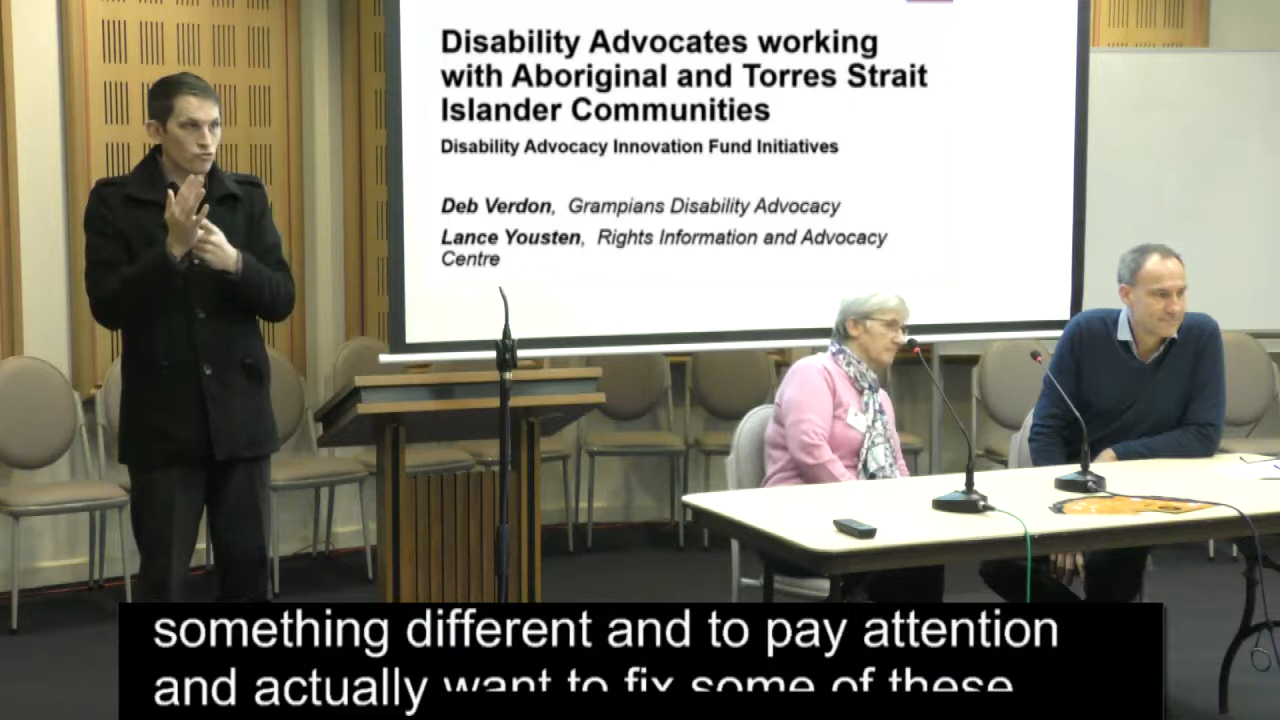 Disability Advocates working
with Aboriginal and Torres Strait
Islander Communities
Disability Advocacy Innovation Fund Initiatives
Deb Verdon, Grampians Disability Advocacy
Lance Yousten, Rights Information and Advocacy
Centre
something different and to pay attention
and actually want to fix some of these